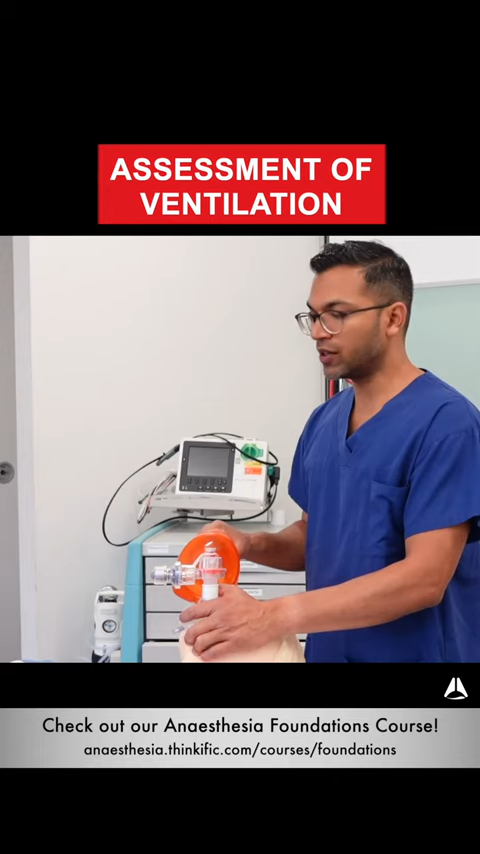 ASSESSMENT OF
VENTILATION
Check out our Anaesthesia Foundations Course!
anaesthesia.thinkific.com/courses/foundations